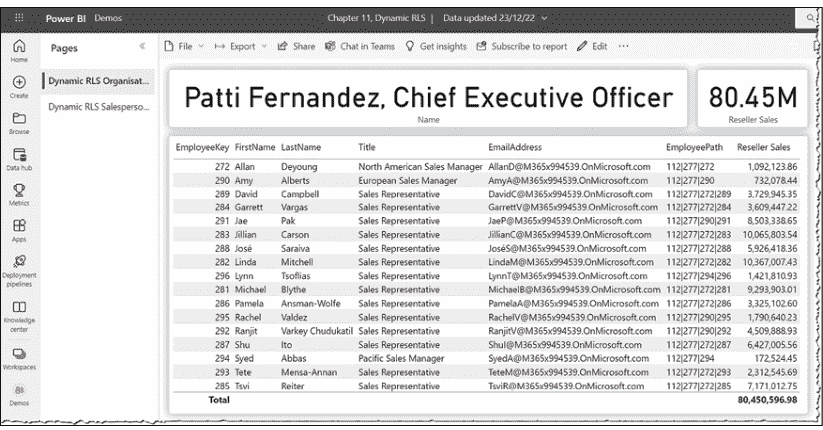 Power BI Demos Chapter 11, Dynamic RLS | Data updated 23/12/22
Pages File Export Share Chat in Teams Get insights Subscribe to report Edit ...
Home
Create
Browse
Data hub
Metrics
Apps
Deployment pipelines
Knowledge center
Workspaces
Demos
Dynamic RLS Organisat...
Dynamic RLS Salesperso...
Patti Fernandez, Chief Executive Officer
Name
80.45M
Reseller Sales
EmployeeKey FirstName LastName Title EmailAddress EmployeePath Reseller Sales
272 Allan Deyoung North American Sales Manager AllanD@M365x994539.OnMicrosoft.com 112|277|272 1,092,123.86
290 Amy Alberts European Sales Manager AmyA@M365x994539.OnMicrosoft.com 112|277|290 732,078.44
289 David Campbell Sales Representative DavidC@M365x994539.OnMicrosoft.com 112|277|272|289 3,729,945.35
284 Garrett Vargas Sales Representative GarrettV@M365x994539.OnMicrosoft.com 112|277|272|284 3,609,447.22
291 Jae Pak Sales Representative JaeP@M365x994539.OnMicrosoft.com 112|277|290|291 8,503,338.65
283 Jillian Carson Sales Representative JillianC@M365x994539.OnMicrosoft.com 112|277|272|283 10,065,803.54
288 José Saraiva Sales Representative JoséS@M365x994539.OnMicrosoft.com 112|277|272|288 5,926,418.36
282 Linda Mitchell Sales Representative LindaM@M365x994539.OnMicrosoft.com 112|277|272|282 10,367,007.43
296 Lynn Tsoflias Sales Representative LynnT@M365x994539.OnMicrosoft.com 112|277|294|296 1,421,810.93
281 Michael Blythe Sales Representative MichaelB@M365x994539.OnMicrosoft.com 112|277|272|281 9,293,903.01
286 Pamela Ansman-Wolfe Sales Representative PamelaA@M365x994539.OnMicrosoft.com 112|277|272|286 3,325,102.60
295 Rachel Valdez Sales Representative RachelV@M365x994539.OnMicrosoft.com 112|277|290|295 1,790,640.23
292 Ranjit Varkey Chudukatil Sales Representative RanjitV@M365x994539.OnMicrosoft.com 112|277|290|292 4,509,888.93
287 Shu Ito Sales Representative ShuI@M365x994539.OnMicrosoft.com 112|277|272|287 6,427,005.56
294 Syed Abbas Pacific Sales Manager SyedA@M365x994539.OnMicrosoft.com 112|277|294 172,524.45
293 Tete Mensa-Annan Sales Representative TeteM@M365x994539.OnMicrosoft.com 112|277|272|293 2,312,545.69
285 Tsvi Reiter Sales Representative TsviR@M365x994539.OnMicrosoft.com 112|277|272|285 7,171,012.75
Total 80,450,596.98